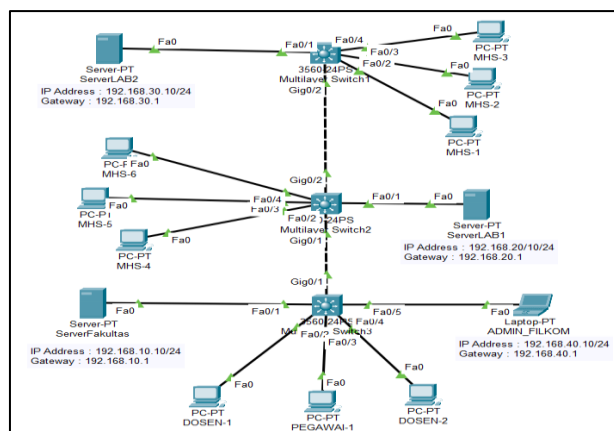 Fa0
Server-PT
ServerLAB2
IP Address : 192.168.30.10/24
Gateway : 192.168.30.1
Fa0/1
Fa0/4
Fa0/3
Fa0/2
3560-24PS
Multilayer Switch1
Gig0/2
Fa0
PC-PT
MHS-3
Fa0
PC-PT
MHS-2
Fa0
PC-PT
MHS-1
Fa0
MHS-6
Fa0
MHS-5
Fa0
PC-PT
MHS-4
Gig0/2
Fa0/4
Fa0/3
Fa0/2
Fa0/1
24PS
Multilayer Switch2
Gig0/1
Fa0
Server-PT
ServerLAB1
IP Address : 192.168.20/10/24
Gateway : 192.168.20.1
Gig0/1
Fa0
Server-PT
ServerFakultas
IP Address : 192.168.10.10/24
Gateway : 192.168.10.1
Fa0/1
Switch3
Fa0/3
Fa0/4
Fa0/5
Fa0
Laptop-PT
ADMIN_FILKOM
IP Address : 192.168.40.10/24
Gateway : 192.168.40.1
Fa0
PC-PT
DOSEN-1
Fa0
PC-PT
PEGAWAI-1
Fa0
PC-PT
DOSEN-2